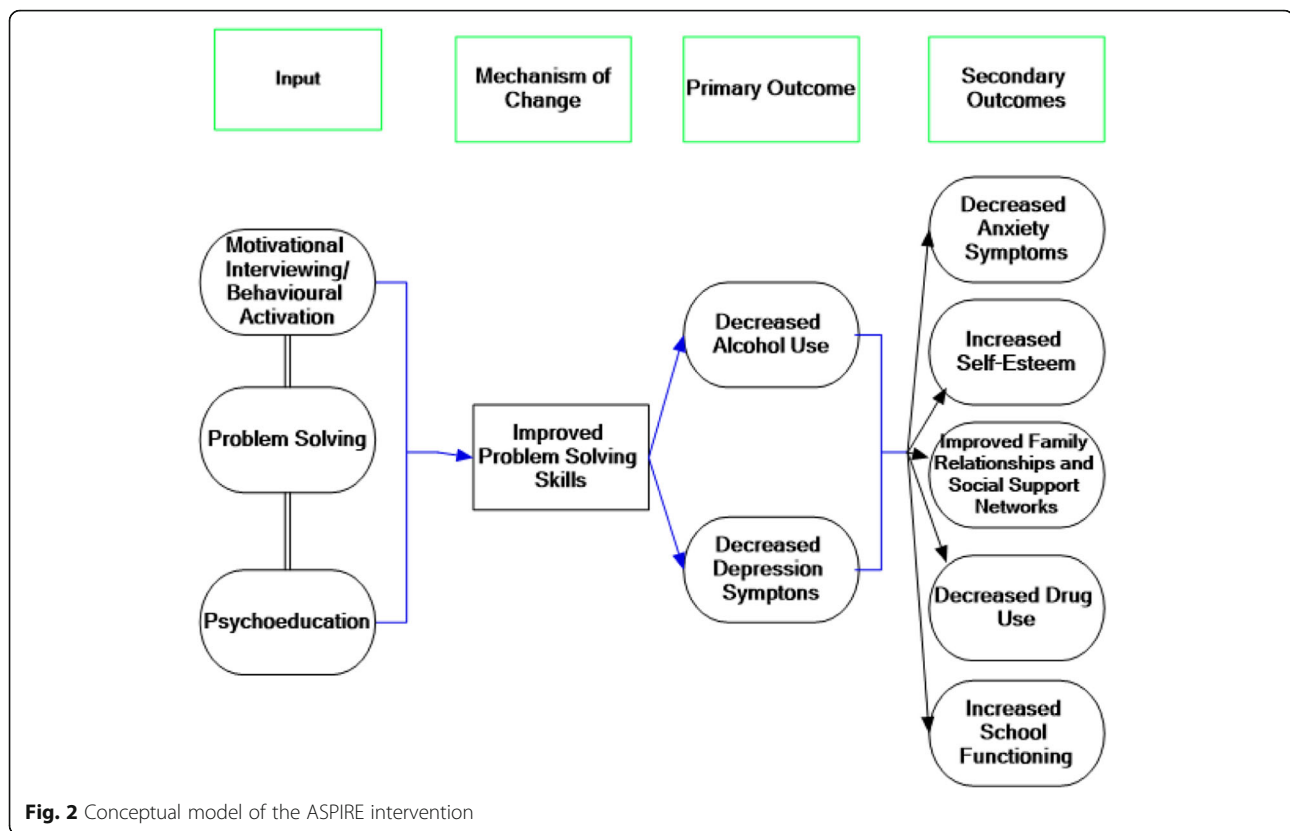 Input
Mechanism of
Change
Primary Outcome
Secondary
Outcomes
Motivational
Interviewing/
Behavioural
Activation
Problem Solving
Psychoeducation
Improved
Problem Solving
Skills
Decreased
Alcohol Use
Decreased
Depression
Symptons
Decreased
Anxiety
Symptoms
Increased
Self-Esteem
Improved Family
Relationships and
Social Support
Networks
Decreased Drug
Use
Increased
School
Functioning
Fig. 2 Conceptual model of the ASPIRE intervention